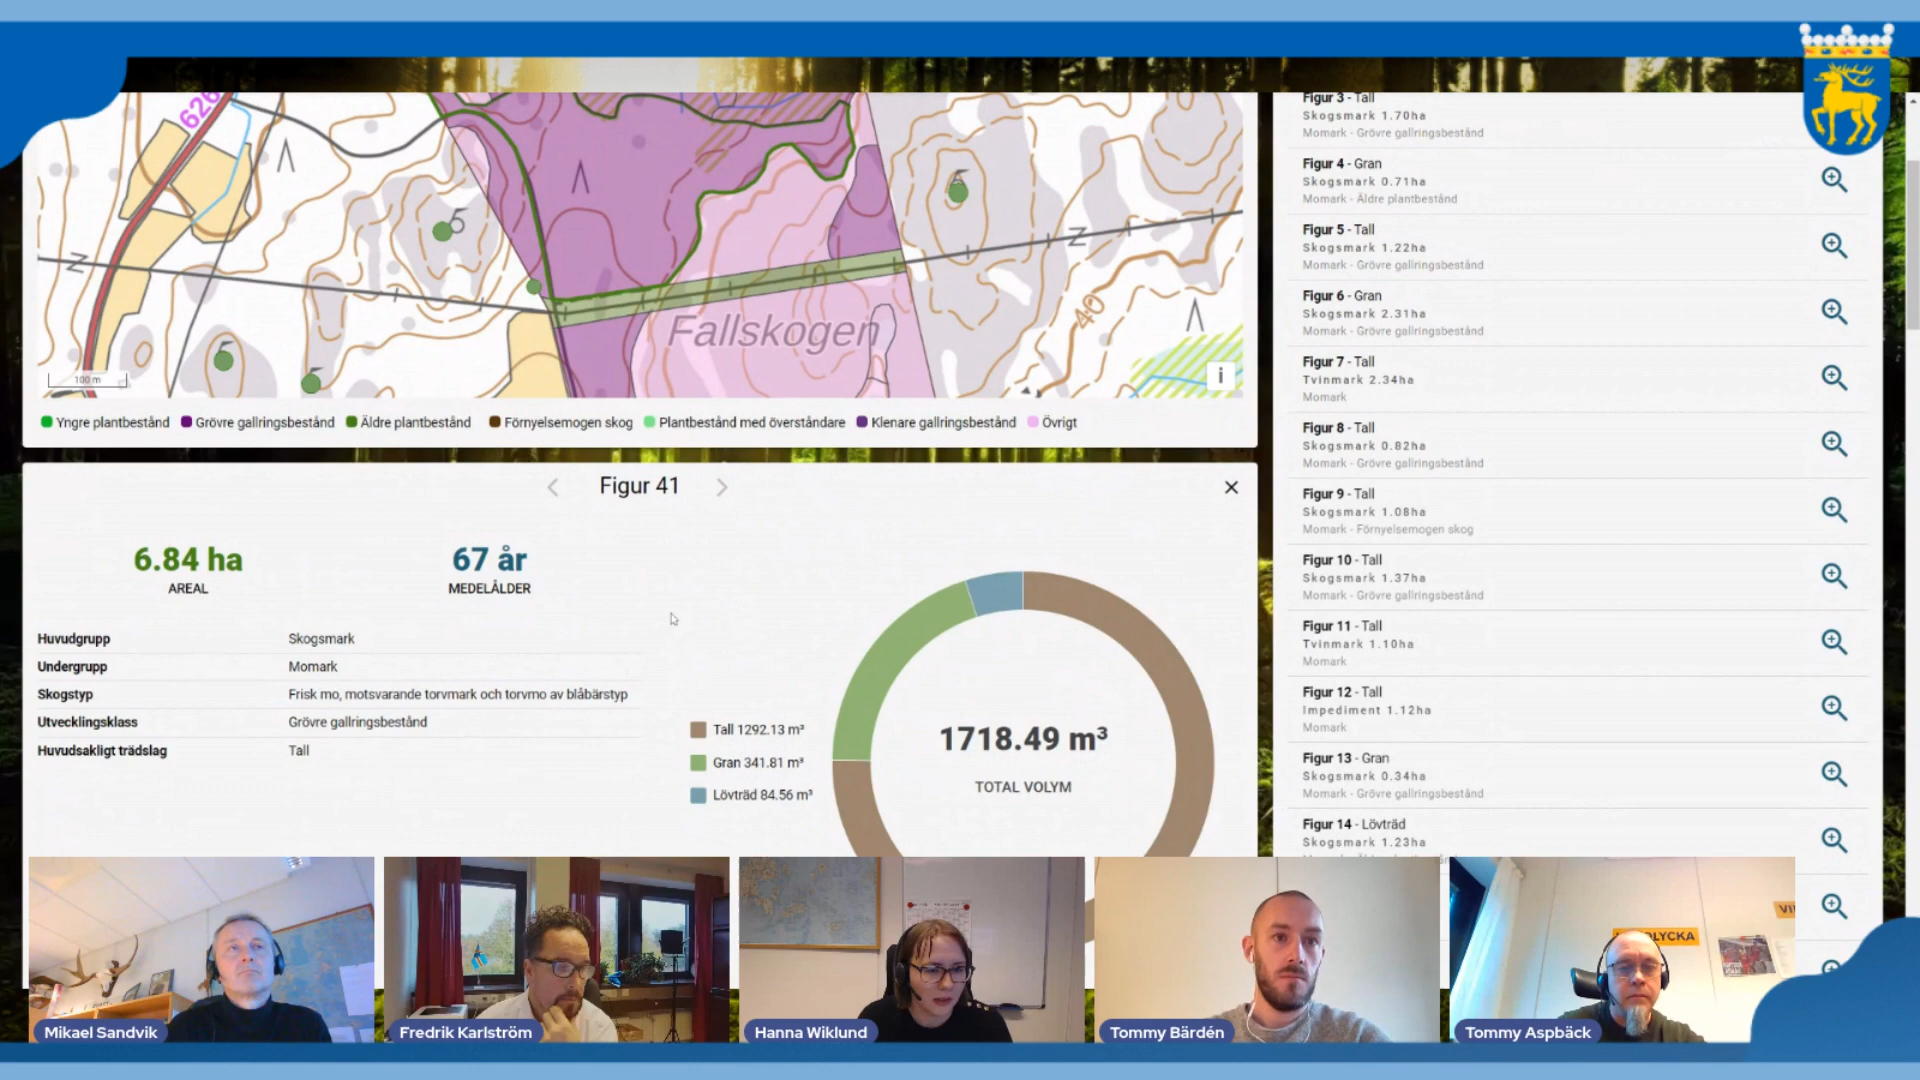 626
5
Z
Z
40
Fallskogen
100 m
i
Yngre plantbestånd
Grövre gallringsbestånd
Äldre plantbestånd
Förnyelsemogen skog
Plantbestånd med överståndare
Klenare gallringsbestånd
Övrigt
Figur 41
6.84 ha
AREAL
67 år
MEDELÅLDER
Huvudgrupp Skogsmark
Undergrupp Momark
Skogstyp Frisk mo, motsvarande torvmark och torvmo av blåbärstyp
Utvecklingsklass Grövre gallringsbestånd
Huvudsakligt trädslag Tall
Tall 1292.13 m³
Gran 341.81 m³
Lövträd 84.56 m³
1718.49 m³
TOTAL VOLYM
Figur 3 - Tall
Skogsmark 1.70ha
Momark - Grövre gallringsbestånd
Figur 4 - Gran
Skogsmark 0.71ha
Momark - Äldre plantbestånd
Figur 5 - Tall
Skogsmark 1.22ha
Momark - Grövre gallringsbestånd
Figur 6 - Gran
Skogsmark 2.31ha
Momark - Grövre gallringsbestånd
Figur 7 - Tall
Tvinmark 2.34ha
Momark
Figur 8 - Tall
Skogsmark 0.82ha
Momark - Grövre gallringsbestånd
Figur 9 - Tall
Skogsmark 1.08ha
Momark - Förnyelsemogen skog
Figur 10 - Tall
Skogsmark 1.37ha
Momark - Grövre gallringsbestånd
Figur 11 - Tall
Tvinmark 1.10ha
Momark
Figur 12 - Tall
Impediment 1.12ha
Momark
Figur 13 - Gran
Skogsmark 0.34ha
Momark - Grövre gallringsbestånd
Figur 14 - Lövträd
Skogsmark 1.23ha
Mikael Sandvik
Fredrik Karlström
Hanna Wiklund
Tommy Bärdén
Tommy Aspbäck